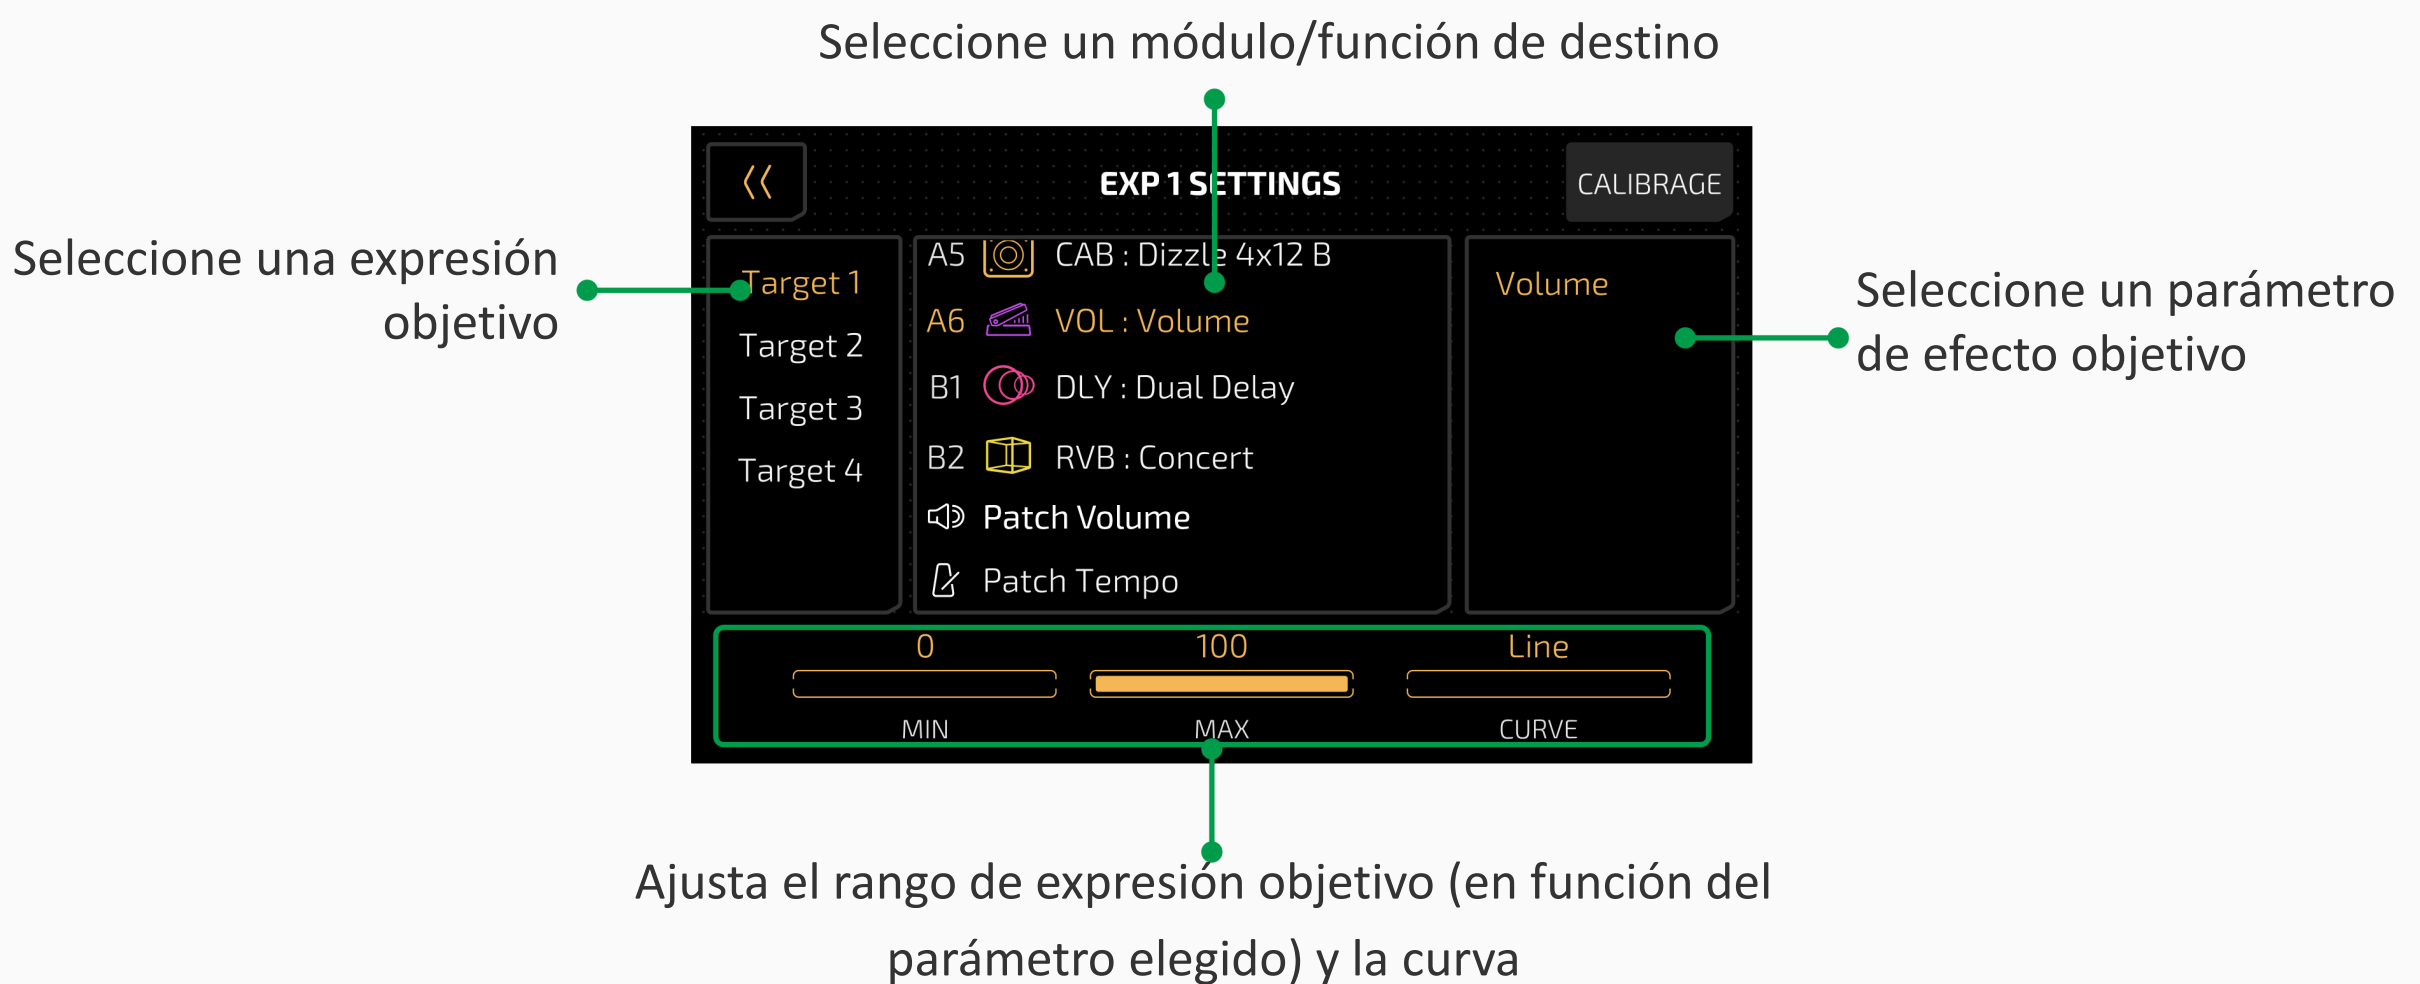 Seleccione un módulo/función de destino
EXP 1 SETTINGS
CALIBRAGE
Seleccione una expresión
objetivo
Target 1
Target 2
Target 3
Target 4
A5 CAB : Dizzle 4x12 B
A6 VOL : Volume
B1 DLY : Dual Delay
B2 RVB : Concert
Patch Volume
Patch Tempo
Volume
Seleccione un parámetro
de efecto objetivo
0 100 Line
MIN MAX CURVE
Ajusta el rango de expresión objetivo (en función del
parámetro elegido) y la curva